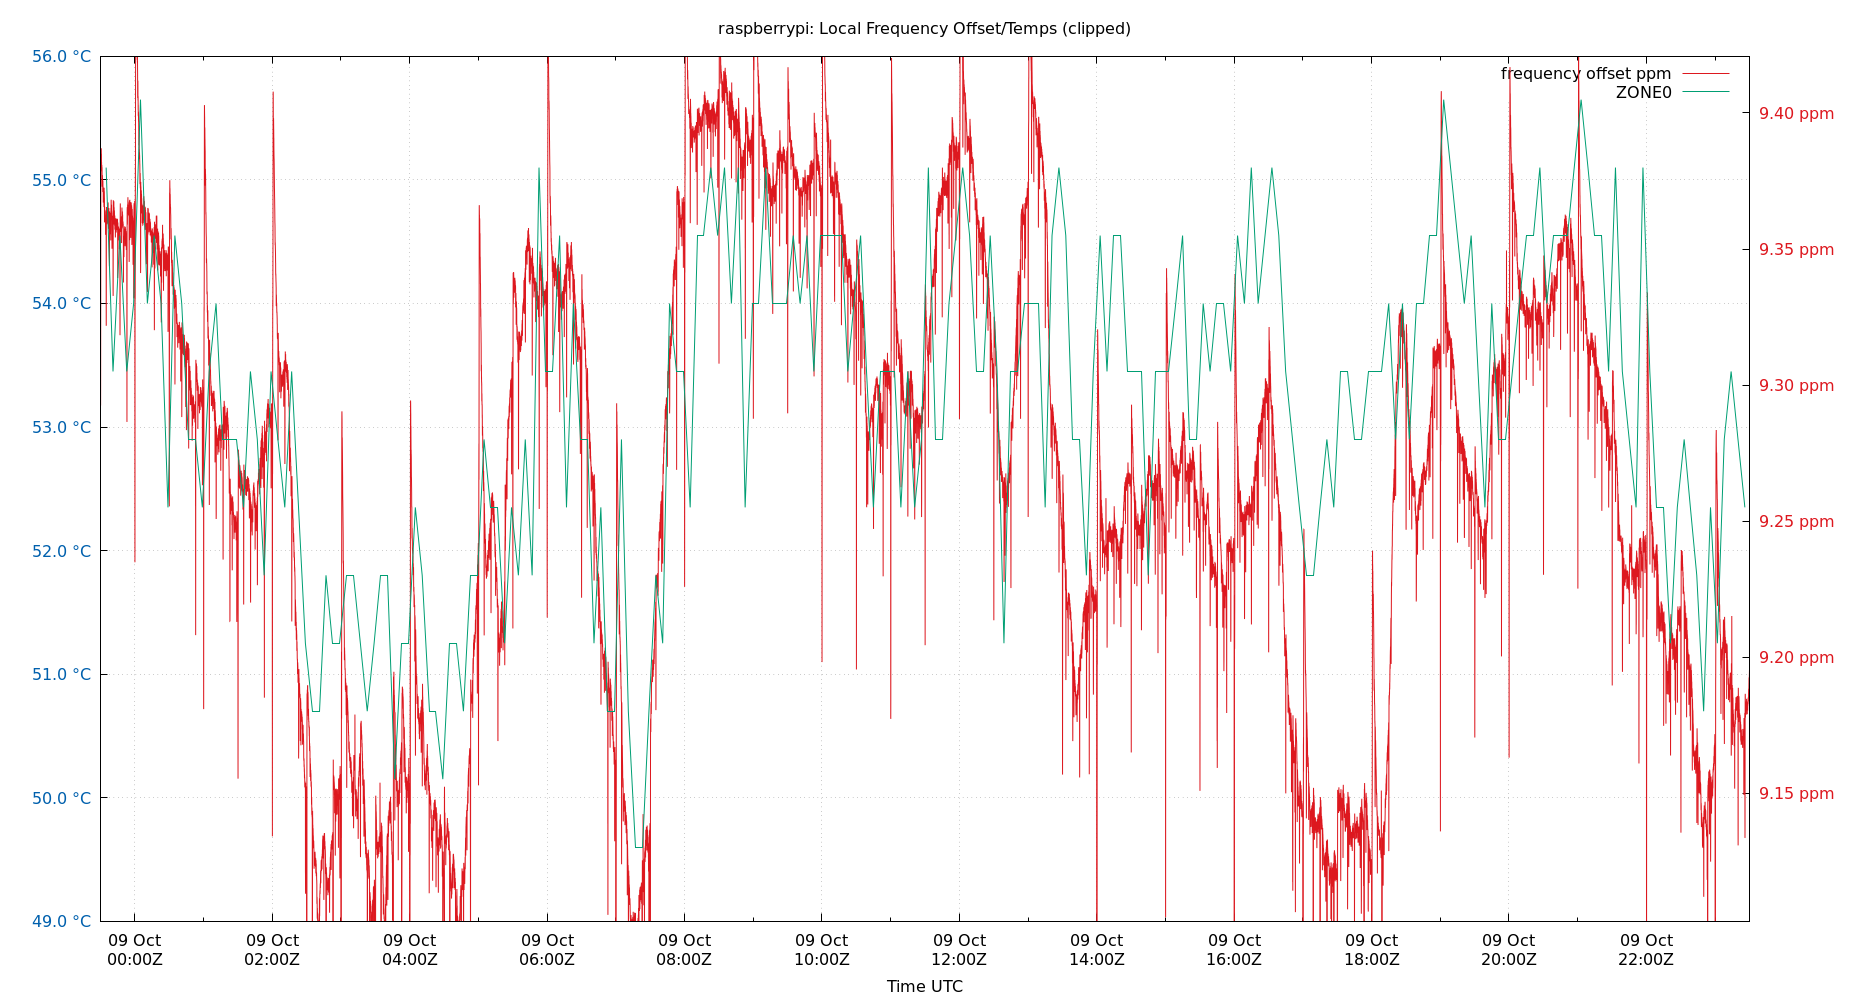 raspberrypi: Local Frequency Offset/Temps (clipped)
frequency offset ppm
ZONE0
56.0 °C
55.0 °C
54.0 °C
53.0 °C
52.0 °C
51.0 °C
50.0 °C
49.0 °C
9.40 ppm
9.35 ppm
9.30 ppm
9.25 ppm
9.20 ppm
9.15 ppm
09 Oct 09 Oct 09 Oct 09 Oct 09 Oct 09 Oct 09 Oct 09 Oct 09 Oct 09 Oct 09 Oct 09 Oct
00:00Z 02:00Z 04:00Z 06:00Z 08:00Z 10:00Z 12:00Z 14:00Z 16:00Z 18:00Z 20:00Z 22:00Z
Time UTC